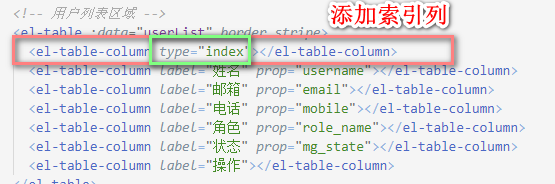 <!-- 用户列表区域 -->
添加索引列
<el-table :data="userList" border stripe>
<el-table-column type="index"></el-table-column>
<el-table-column label="姓名" prop="username"></el-table-column>
<el-table-column label="邮箱" prop="email"></el-table-column>
<el-table-column label="电话" prop="mobile"></el-table-column>
<el-table-column label="角色" prop="role_name"></el-table-column>
<el-table-column label="状态" prop="mg_state"></el-table-column>
<el-table-column label="操作"></el-table-column>
</el-table>